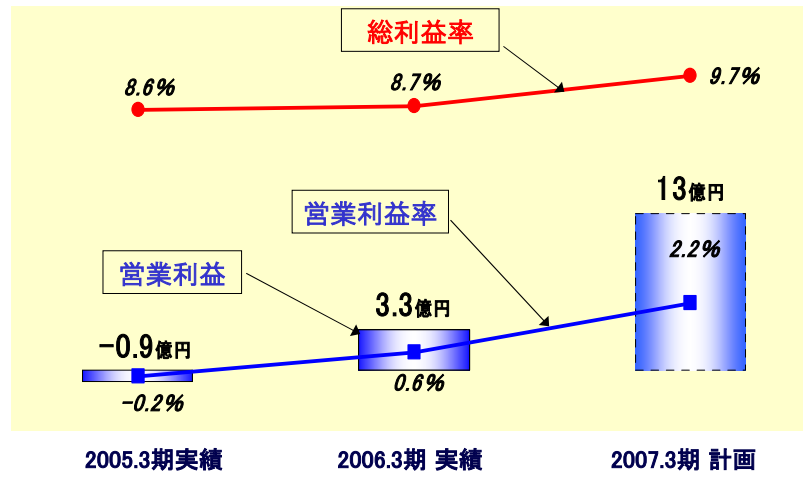 総利益率
8.6%
8.7%
9.7%
営業利益率
13億円
2.2%
営業利益
3.3億円
-0.9億円
0.6%
-0.2%
2005.3期実績
2006.3期 実績
2007.3期 計画